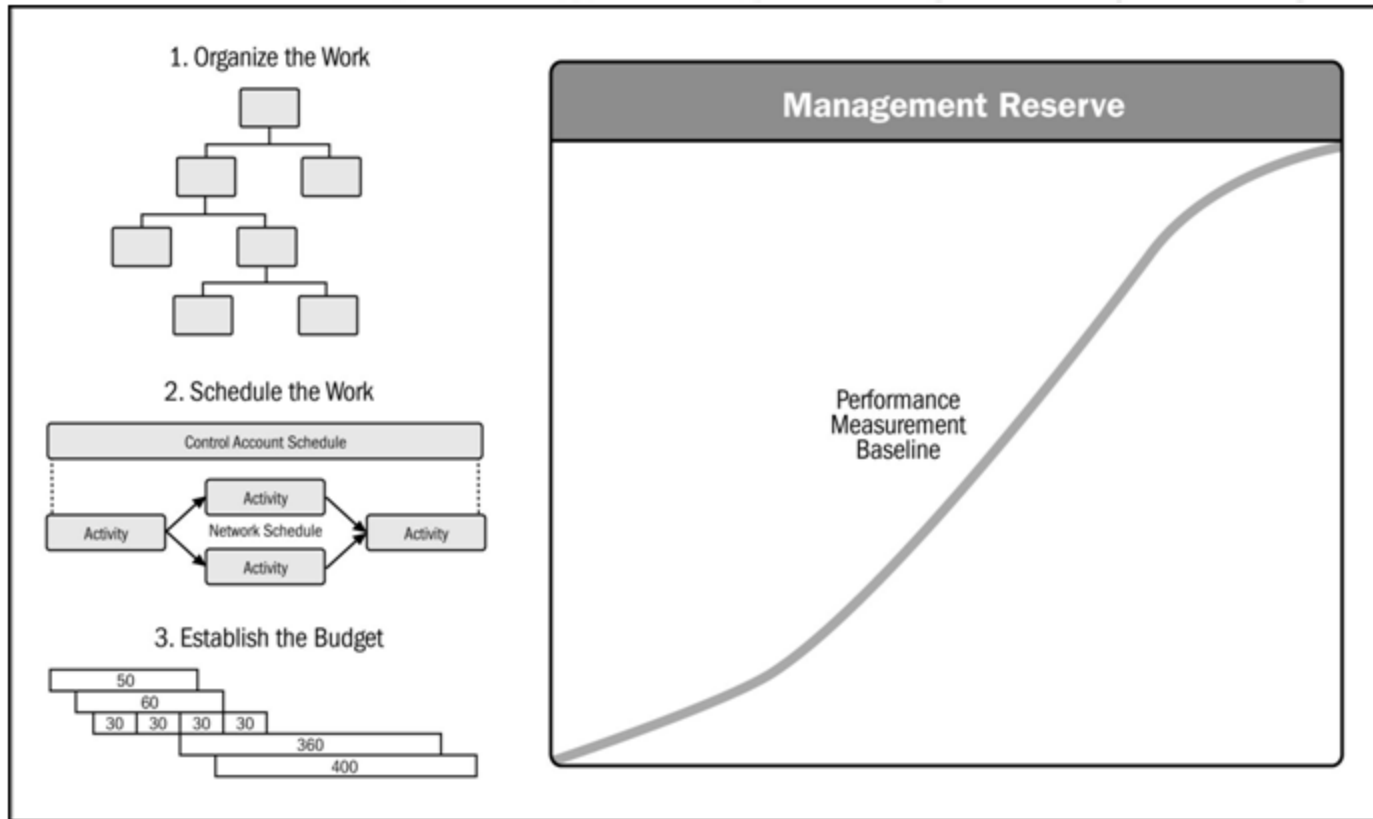 1. Organize the Work
2. Schedule the Work
Control Account Schedule
Activity
Activity
Network Schedule
Activity
Activity
3. Establish the Budget
50
60
30 30 30 30
360
400
Management Reserve
Performance
Measurement
Baseline